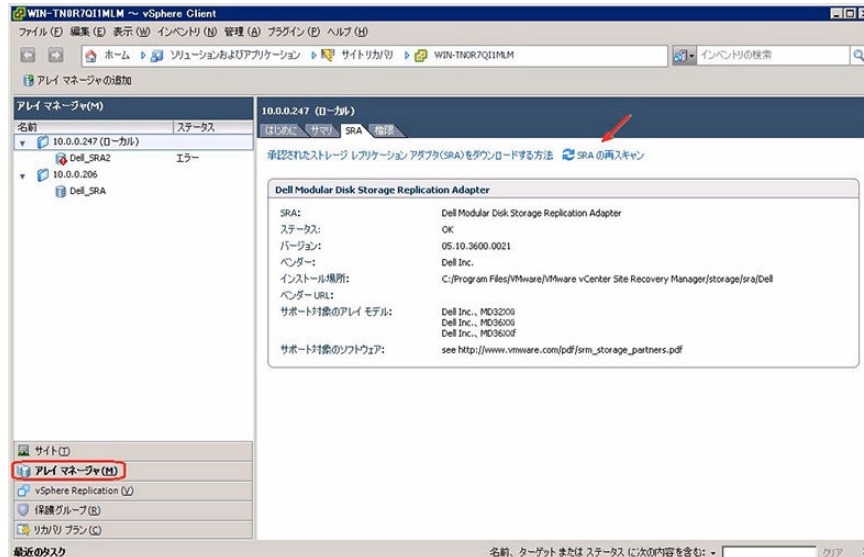 WIN-TN0R7QI1MLM ～ vSphere Client
ファイル(F) 編集(E) 表示(W) インベントリ(N) 管理(A) プラグイン(P) ヘルプ(H)
ホーム ソリューションおよびアプリケーション サイトリカバリ WIN-TN0R7QI1MLM インベントリの検索
アレイ マネージャの追加
アレイ マネージャ(M)
名前 ステータス
10.0.0.247 (ローカル)
Dell_SRA2 エラー
10.0.0.206
Dell_SRA
サイト(T)
アレイ マネージャ(M)
vSphere Replication (V)
保護グループ(R)
リカバリ プラン(C)
10.0.0.247 (ローカル)
はじめに サマリ SRA 権限
承認されたストレージ レプリケーション アダプタ(SRA)をダウンロードする方法 SRA の再スキャン
Dell Modular Disk Storage Replication Adapter
SRA: Dell Modular Disk Storage Replication Adapter
ステータス: OK
バージョン: 05.10.3600.0021
ベンダー: Dell Inc.
インストール場所: C:/Program Files/VMware/VMware vCenter Site Recovery Manager/storage/sra/Dell
ベンダー URL:
サポート対象のアレイ モデル: Dell Inc.、MD32XXi
Dell Inc.、MD36XXi
Dell Inc.、MD36XXf
サポート対象のソフトウェア: see http://www.vmware.com/pdf/srm_storage_partners.pdf
最近のタスク 名前、ターゲット または ステータス に次の内容を含む: クリア